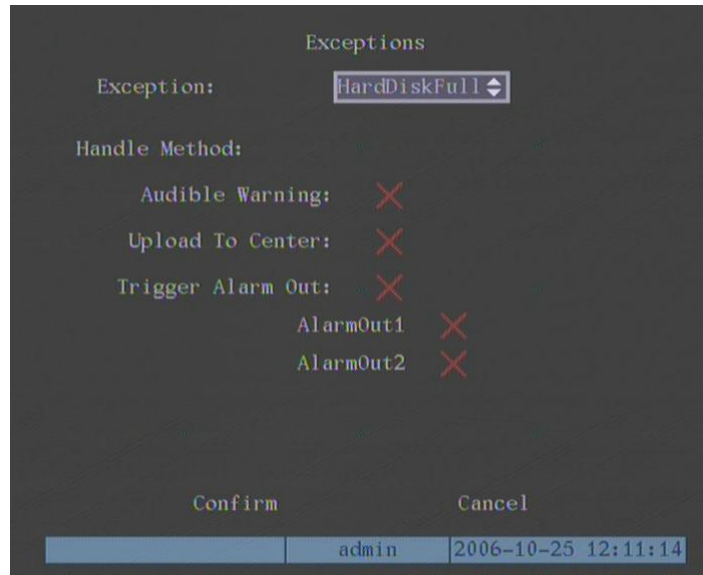 Exceptions
Exception: HardDiskFull
Handle Method:
Audible Warning:
Upload To Center:
Trigger Alarm Out:
AlarmOut1
AlarmOut2
Confirm Cancel
admin 2006-10-25 12:11:14